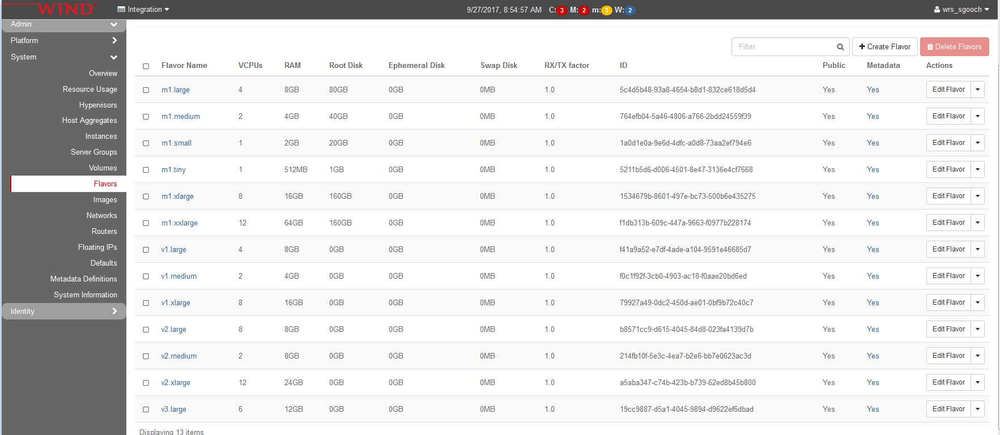 WIND Integration 9/27/2017, 8:54:57 AM C: 3 M: 2 m: 3 W: 2 wrs_sgooch
Admin
Platform
System
Overview
Resource Usage
Hypervisors
Host Aggregates
Instances
Server Groups
Volumes
Flavors
Images
Networks
Routers
Floating IPs
Defaults
Metadata Definitions
System Information
Identity
Filter Create Flavor Delete Flavors
Flavor Name VCPUs RAM Root Disk Ephemeral Disk Swap Disk RX/TX factor ID Public Metadata Actions
m1.large 4 8GB 80GB 0GB 0MB 1.0 5c4d5b48-93a8-4654-b8d1-832ce618d5d4 Yes Yes Edit Flavor
m1.medium 2 4GB 40GB 0GB 0MB 1.0 764efb04-5a46-4806-a766-2bdd24559f39 Yes Yes Edit Flavor
m1.small 1 2GB 20GB 0GB 0MB 1.0 1a0d1e0a-9e6d-4dfc-a0d8-73aa2ef794e6 Yes Yes Edit Flavor
m1.tiny 1 512MB 1GB 0GB 0MB 1.0 5211b5d6-d006-4501-8e47-3136e4cf7668 Yes Yes Edit Flavor
m1.xlarge 8 16GB 160GB 0GB 0MB 1.0 1534679b-8601-497e-bc73-500b6e435275 Yes Yes Edit Flavor
m1.xxlarge 12 64GB 160GB 0GB 0MB 1.0 f1db313b-609c-447a-9663-f0977b228174 Yes Yes Edit Flavor
v1.large 4 8GB 0GB 0GB 0MB 1.0 f41a9a52-e7df-4ade-a104-9591e46685d7 Yes Yes Edit Flavor
v1.medium 2 4GB 0GB 0GB 0MB 1.0 f0c1f92f-3cb0-4903-ac18-f0aae20bd6ed Yes Yes Edit Flavor
v1.xlarge 8 16GB 0GB 0GB 0MB 1.0 79927a49-0dc2-450d-ae01-0bf9b72c40c7 Yes Yes Edit Flavor
v2.large 8 8GB 0GB 0GB 0MB 1.0 b8571cc9-d615-4045-84d8-023fa4139d7b Yes Yes Edit Flavor
v2.medium 2 8GB 0GB 0GB 0MB 1.0 214fb10f-5e3c-4ea7-b2e6-bb7e0623ac3d Yes Yes Edit Flavor
v2.xlarge 12 24GB 0GB 0GB 0MB 1.0 a5aba347-c74b-423b-b739-62ed8b45b800 Yes Yes Edit Flavor
v3.large 6 12GB 0GB 0GB 0MB 1.0 19cc9887-d5a1-4045-9894-d9622ef6dbad Yes Yes Edit Flavor
Displaying 13 items